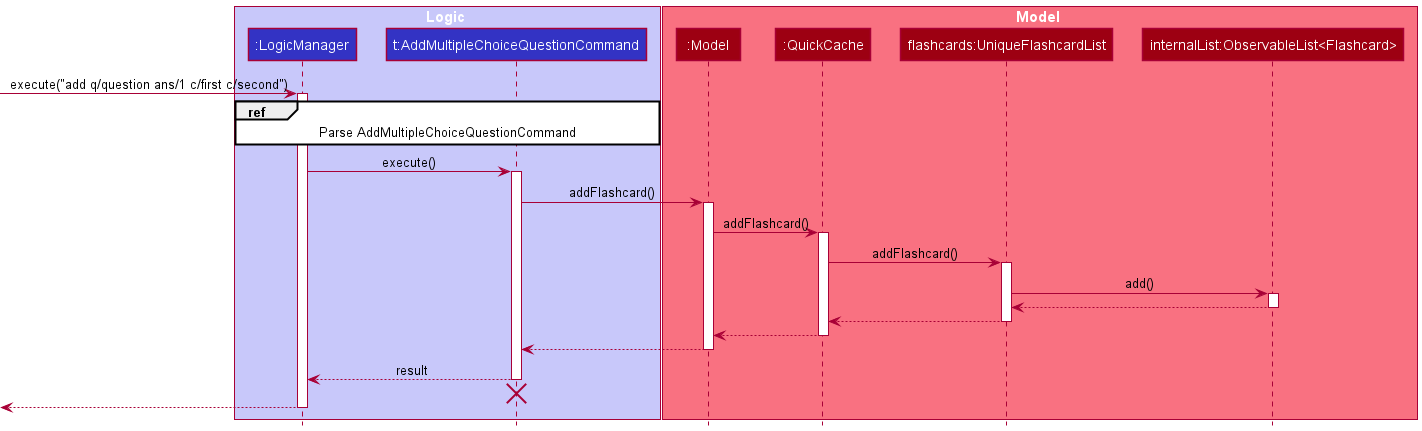 Logic
Model
:LogicManager
t:AddMultipleChoiceQuestionCommand
:Model
:QuickCache
flashcards:UniqueFlashcardList
internalList:ObservableList<Flashcard>
execute("add q/question ans/1 c/first c/second")
ref
Parse AddMultipleChoiceQuestionCommand
execute()
addFlashcard()
addFlashcard()
addFlashcard()
add()
result